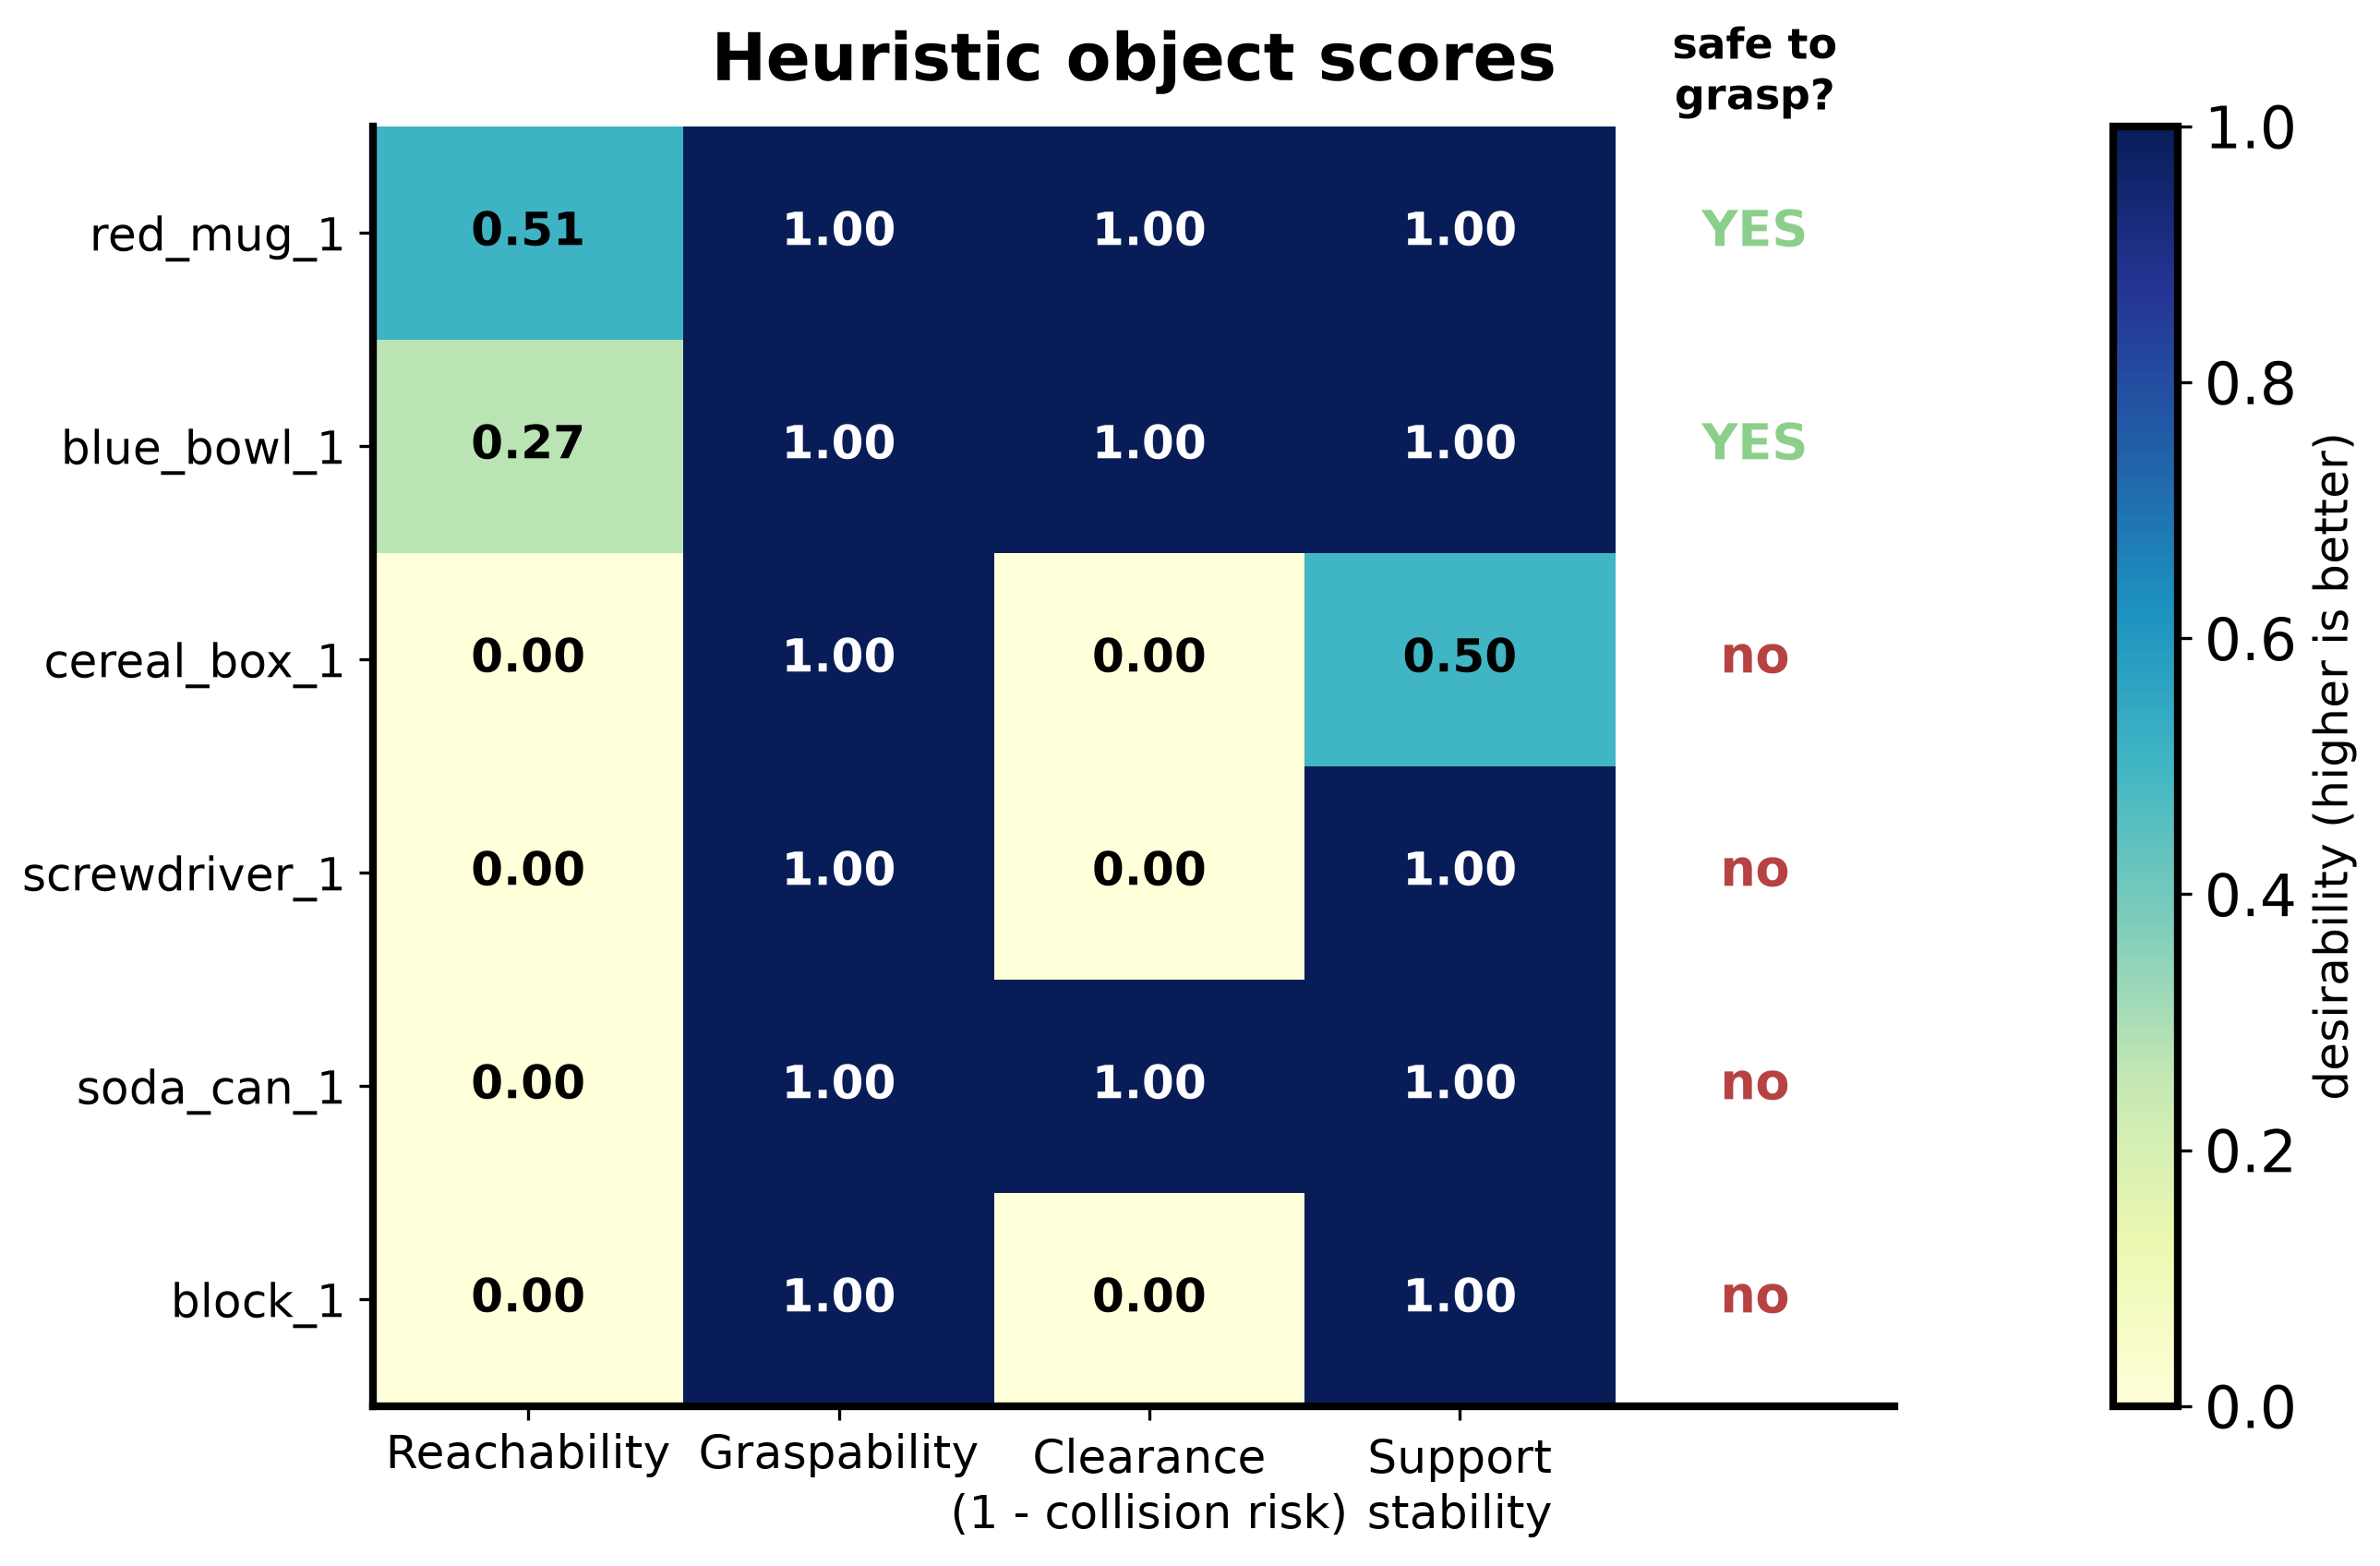 Heuristic object scores
safe to
grasp?
red_mug_1 0.51 1.00 1.00 1.00 YES
blue_bowl_1 0.27 1.00 1.00 1.00 YES
cereal_box_1 0.00 1.00 0.00 0.50 no
screwdriver_1 0.00 1.00 0.00 1.00 no
soda_can_1 0.00 1.00 1.00 1.00 no
block_1 0.00 1.00 0.00 1.00 no
Reachability Graspability Clearance Support
(1 - collision risk) stability
1.0
0.8
0.6
0.4
0.2
0.0
desirability (higher is better)